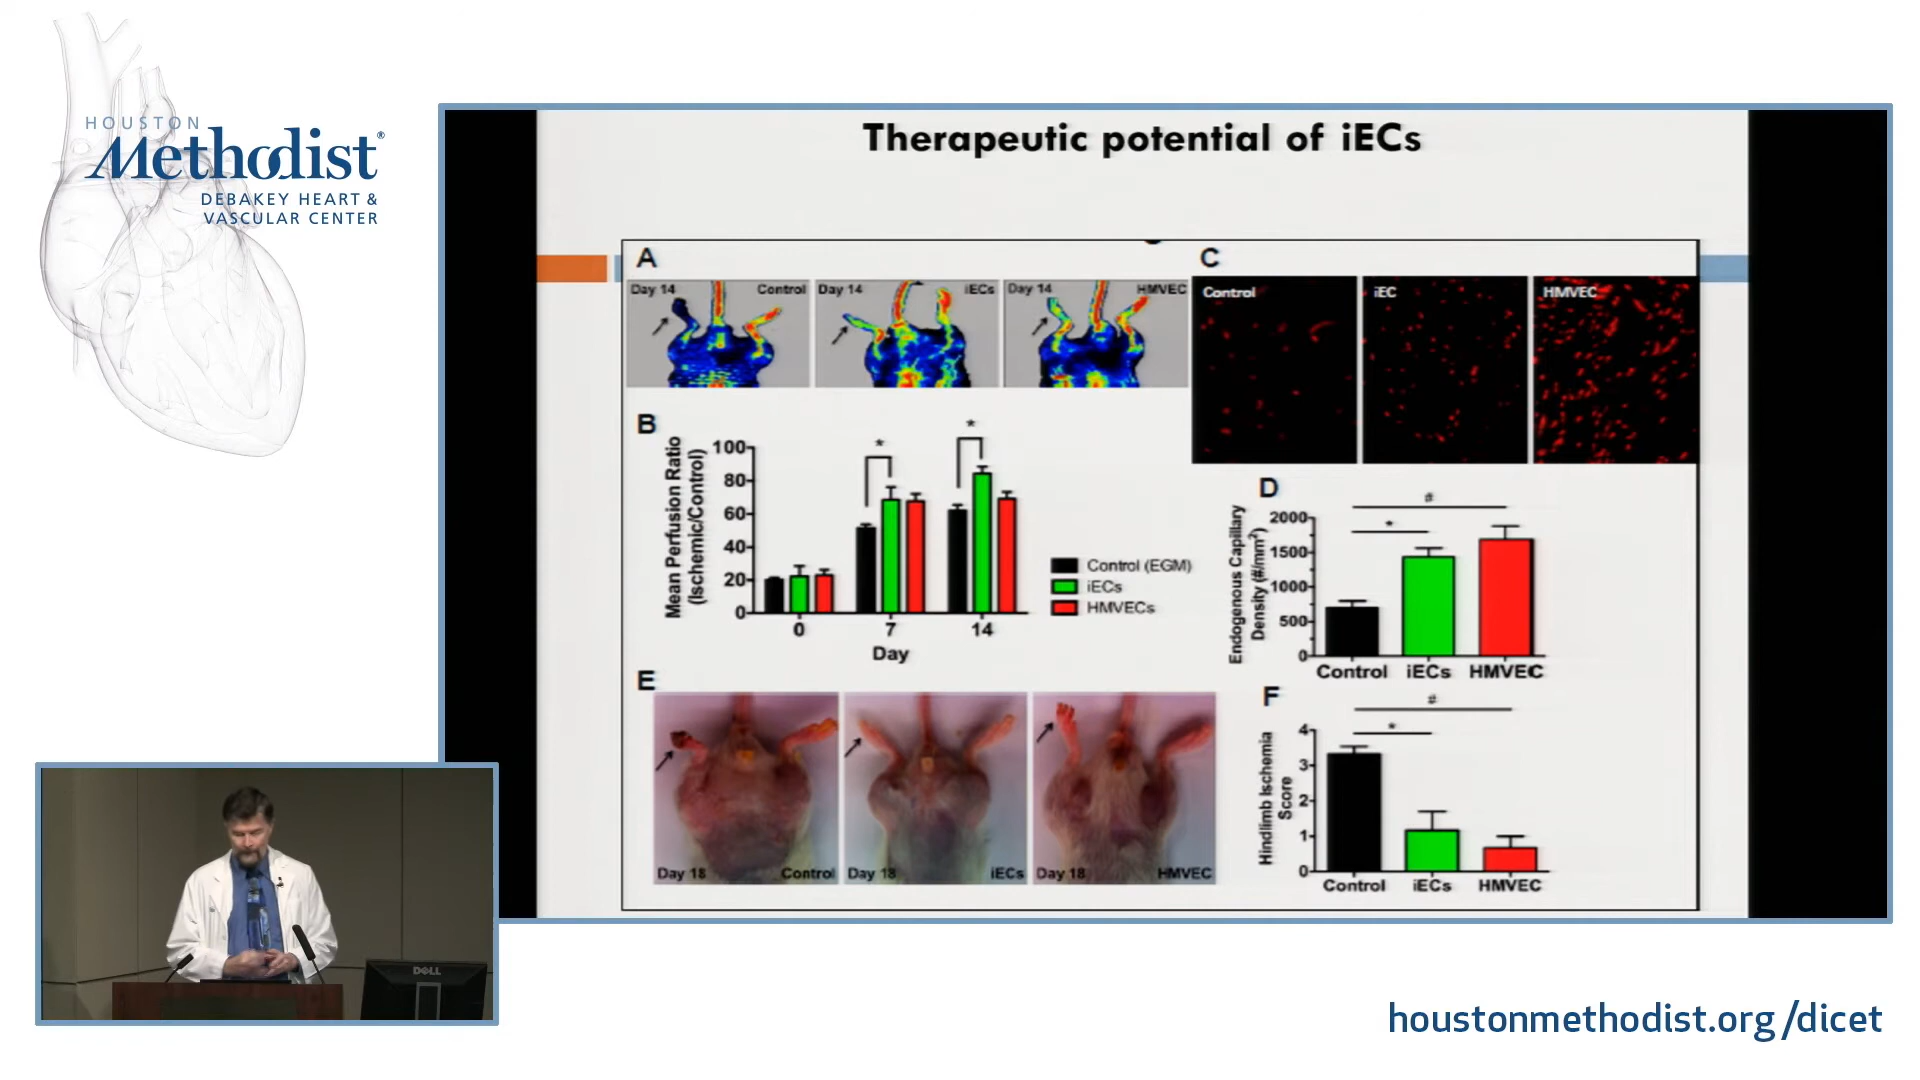 HOUSTON
Methodist®
DEBAKEY HEART &
VASCULAR CENTER
Therapeutic potential of iECs
A
Day 14
Control
Day 14
iECs
Day 14
HMVEC
C
Control
iEC
HMVEC
B
Mean Perfusion Ratio
(Ischemic/Control)
100
80
60
40
20
0
*
*
0
7
14
Day
Control (EGM)
iECs
HMVECs
D
Endogenous Capillary
Density (#/mm²)
2000
1500
1000
500
0
#
*
Control
iECs
HMVEC
E
Day 18
Control
Day 18
iECs
Day 18
HMVEC
F
Hindlimb Ischemia
Score
4
3
2
1
0
#
*
Control
iECs
HMVEC
DELL
houstonmethodist.org/dicet